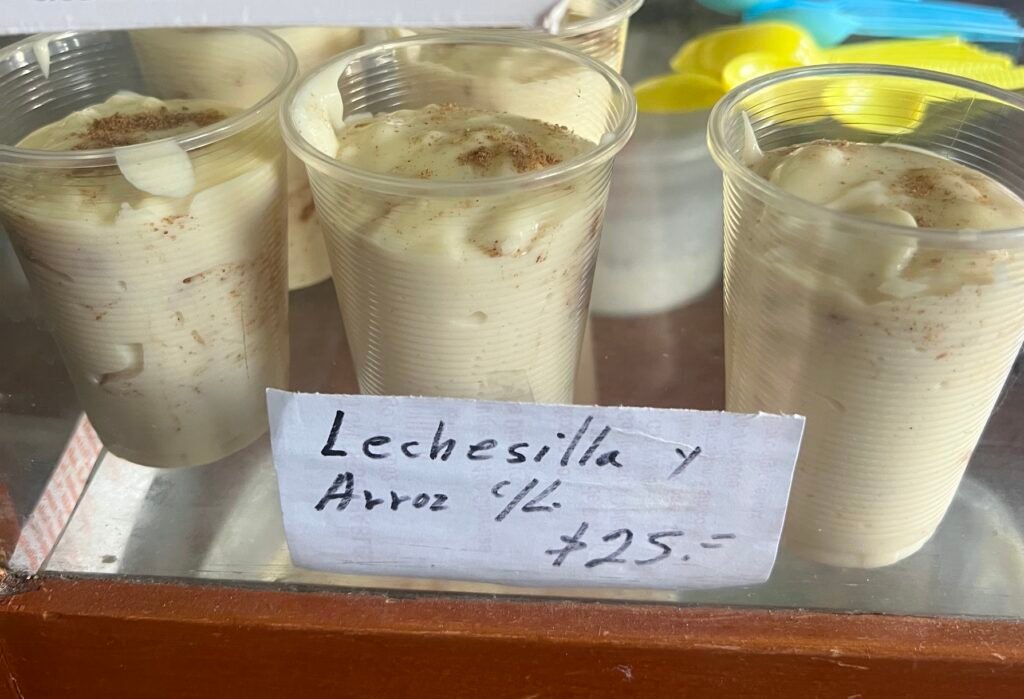 Lechesilla y
Arroz c/L.
$25.=